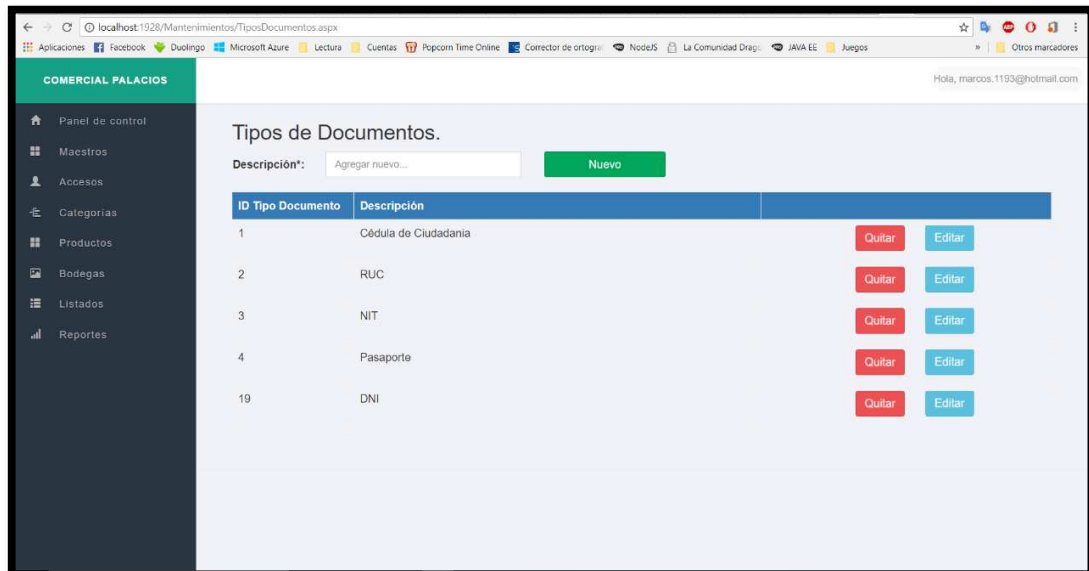 localhost:1928/Mantenimientos/TiposDocumentos.aspx
Aplicaciones Facebook Duolingo Microsoft Azure Lectura Cuentas Popcorn Time Online Corrector de ortogra NodeJS La Comunidad Drag JAVA EE Juegos » Otros marcadores
COMERCIAL PALACIOS
Hola, marcos.1193@hotmail.com
Panel de control
Maestros
Accesos
Categorías
Productos
Bodegas
Listados
Reportes
Tipos de Documentos.
Descripción*: Agregar nuevo... Nuevo
ID Tipo Documento Descripción
1 Cédula de Ciudadania Quitar Editar
2 RUC Quitar Editar
3 NIT Quitar Editar
4 Pasaporte Quitar Editar
19 DNI Quitar Editar